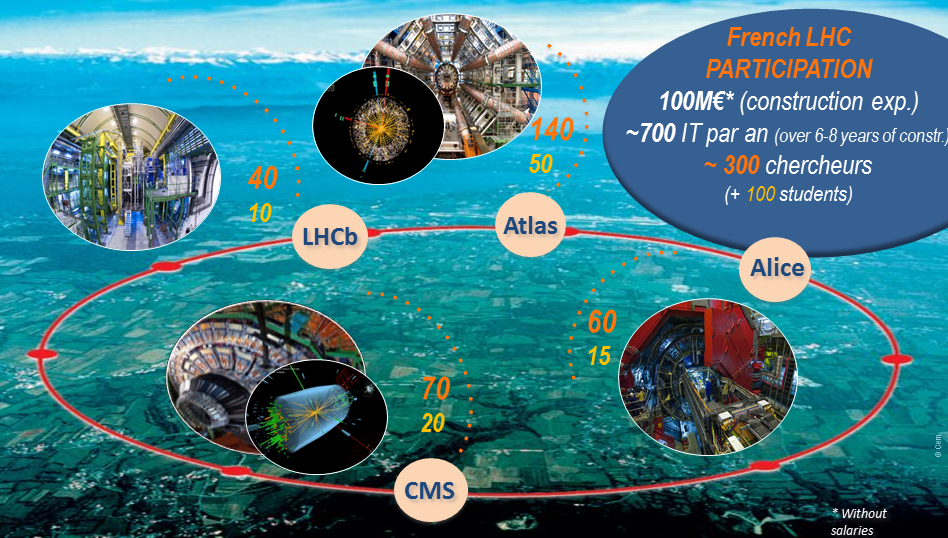 French LHC
PARTICIPATION
100M€* (construction exp.)
~700 IT par an (over 6-8 years of constr.)
~ 300 chercheurs
(+ 100 students)
140
50
40
10
LHCb
Atlas
Alice
60
15
70
20
CMS
© Cern
* Without
salaries